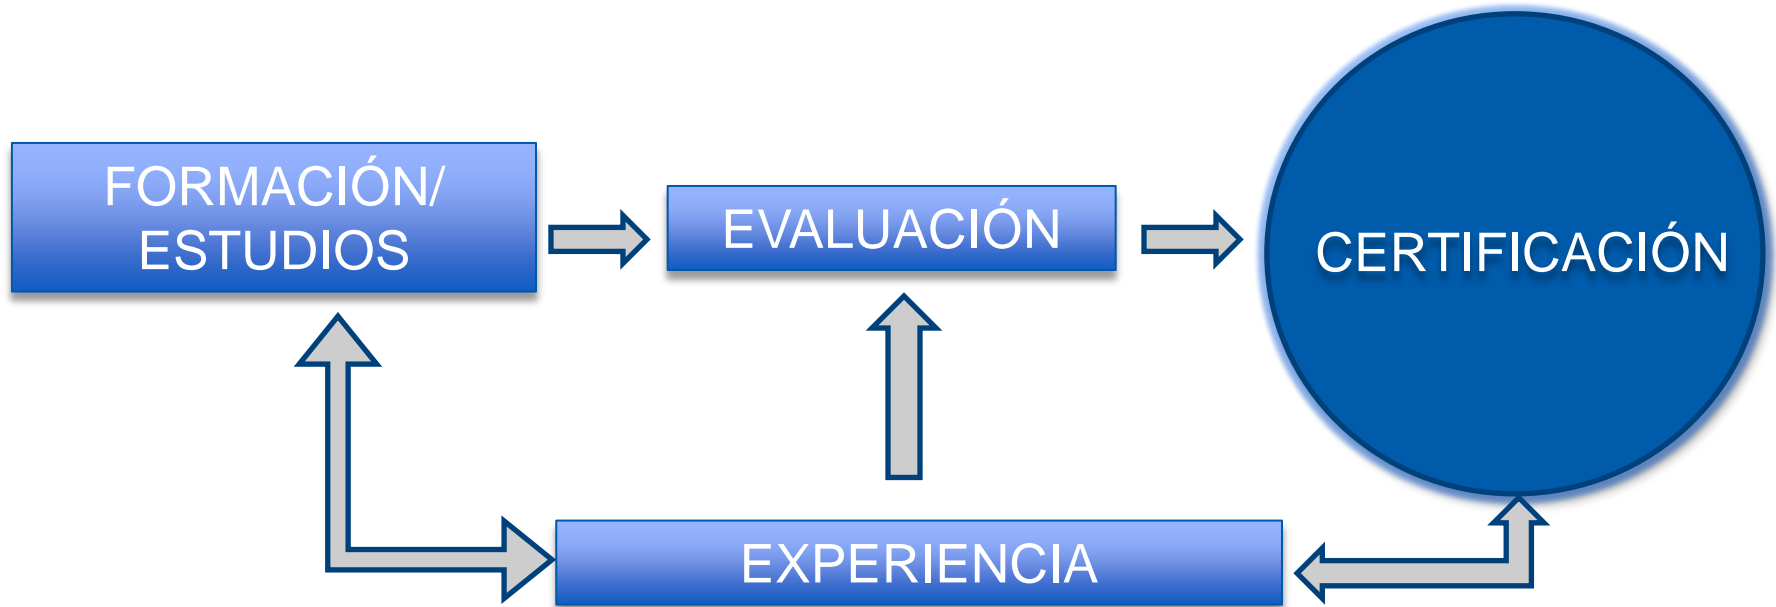 FORMACIÓN/
ESTUDIOS
EVALUACIÓN
CERTIFICACIÓN
EXPERIENCIA